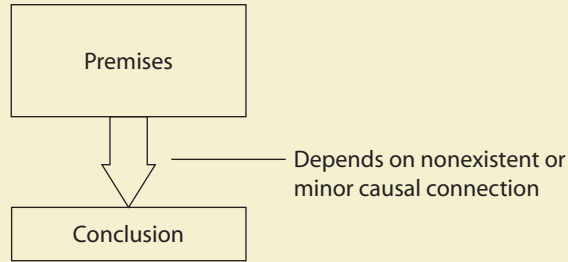 Premises
Depends on nonexistent or
minor causal connection
Conclusion